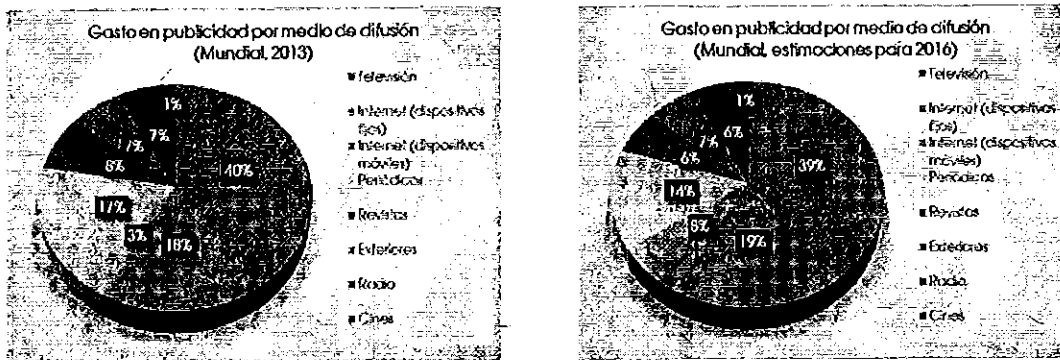 Gasto en publicidad por medio de difusión
(Mundial, 2013)
Televisión
Internet (dispositivos
fijos)
Internet (dispositivos
móviles)
Periódicos
Revistas
Exteriores
Radio
Cines
1%
7%
7%
8%
40%
17%
3%
18%
Gasto en publicidad por medio de difusión
(Mundial, estimaciones para 2016)
Televisión
Internet (dispositivos
fijos)
Internet (dispositivos
móviles)
Periódicos
Revistas
Exteriores
Radio
Cines
1%
6%
7%
6%
39%
14%
8%
19%